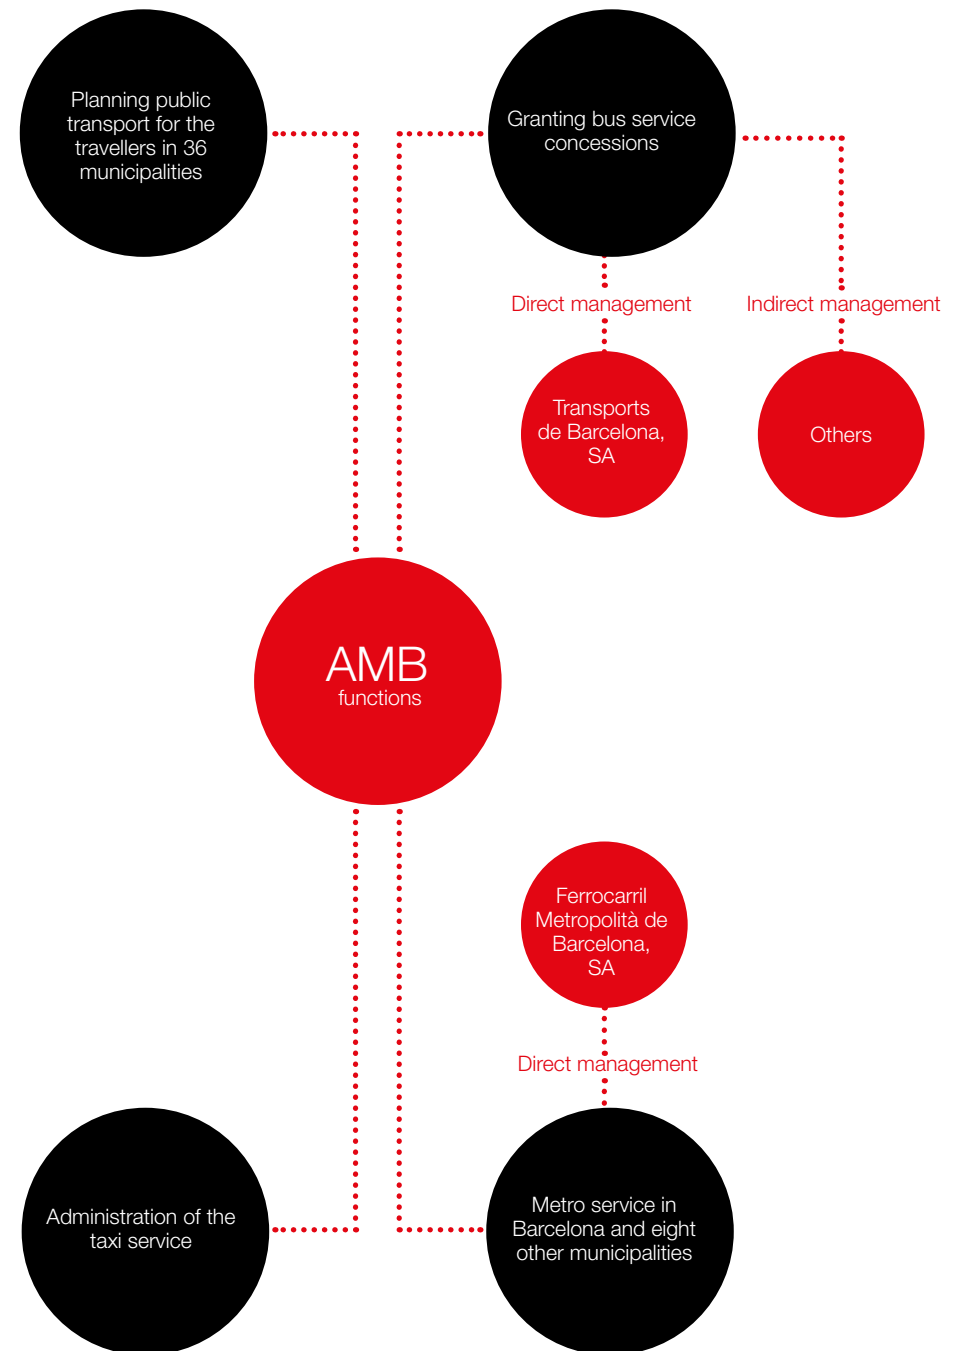 Planning public
transport for the
travellers in 36
municipalities
Granting bus service
concessions
Direct management
Indirect management
Transports
de Barcelona,
SA
Others
AMB
functions
Ferrocarril
Metropolità de
Barcelona,
SA
Direct management
Administration of the
taxi service
Metro service in
Barcelona and eight
other municipalities